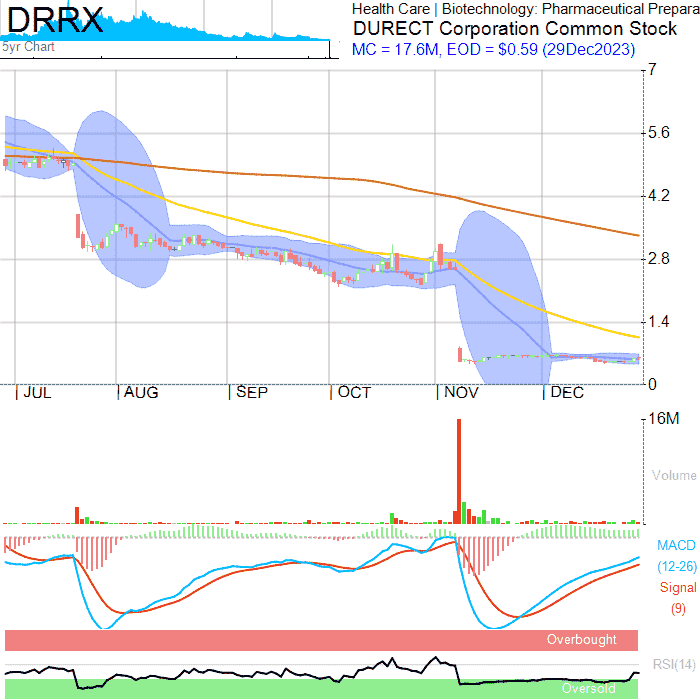 DRRX
5yr Chart
Health Care | Biotechnology: Pharmaceutical Prepara
DURECT Corporation Common Stock
MC = 17.6M, EOD = $0.59 (29Dec2023)
7
5.6
4.2
2.8
1.4
0
JUL AUG SEP OCT NOV DEC
16M
Volume
MACD
(12-26)
Signal
(9)
Overbought
RSI(14)
Oversold